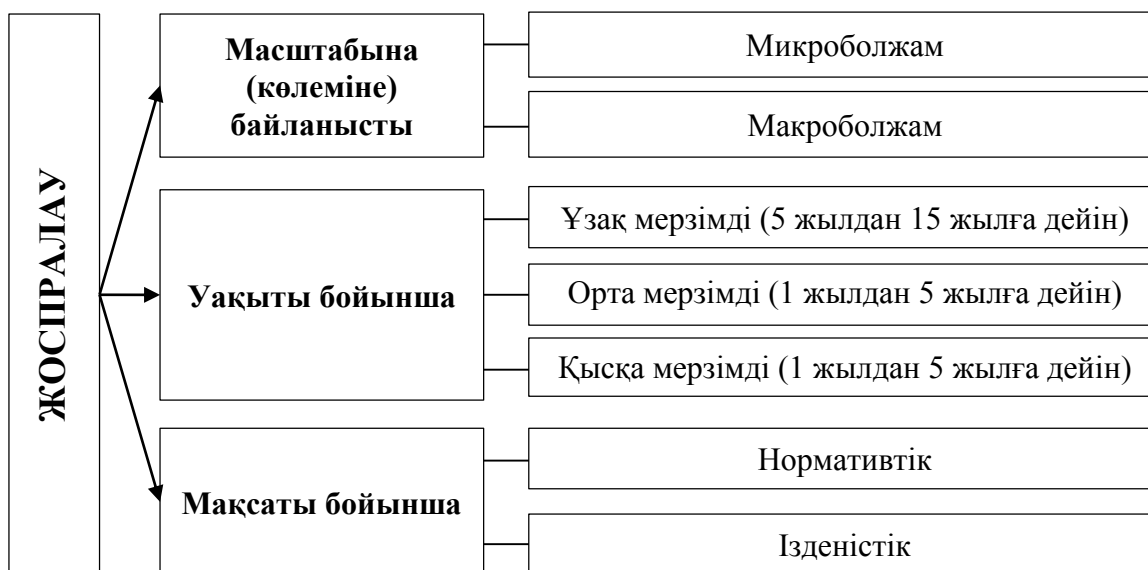 ЖОСПРАЛАУ
Масштабына
(көлеміне)
байланысты
Микроболжам
Макроболжам
Уақыты бойынша
Ұзақ мерзімді (5 жылдан 15 жылға дейін)
Орта мерзімді (1 жылдан 5 жылға дейін)
Қысқа мерзімді (1 жылдан 5 жылға дейін)
Мақсаты бойынша
Нормативтік
Ізденістік